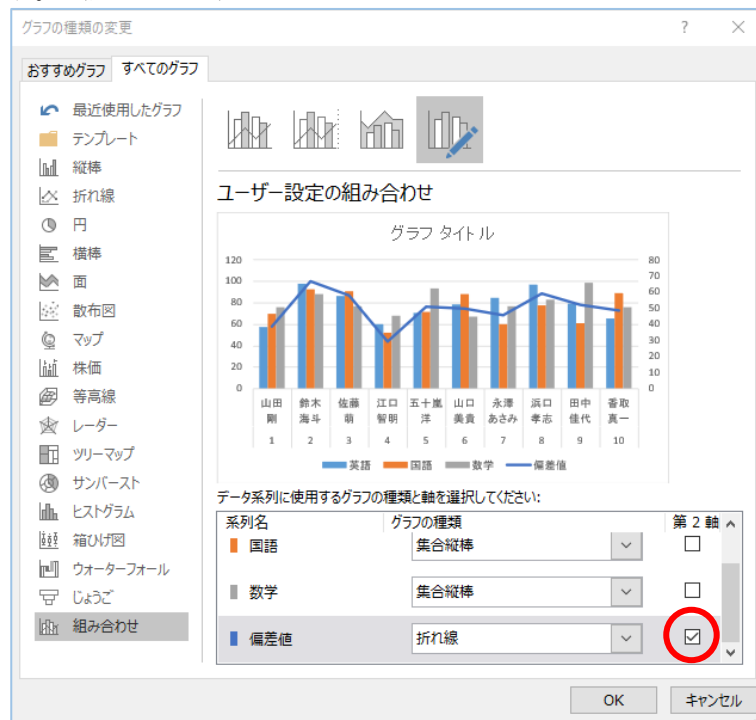 グラフの種類の変更 ? ×
おすすめグラフ すべてのグラフ
最近使用したグラフ
テンプレート
縦棒
折れ線
円
横棒
面
散布図
マップ
株価
等高線
レーダー
ツリーマップ
サンバースト
ヒストグラム
箱ひげ図
ウォーターフォール
じょうご
組み合わせ
ユーザー設定の組み合わせ
グラフ タイトル
120
100
80
60
40
20
0
80
70
60
50
40
30
20
10
0
山田 鈴木 佐藤 江口 五十嵐 山口 永澤 浜口 田中 香取
剛 海斗 萌 智明 洋 美貴 あさみ 孝志 佳代 真一
1 2 3 4 5 6 7 8 9 10
英語 国語 数学 偏差値
データ系列に使用するグラフの種類と軸を選択してください:
系列名 グラフの種類 第 2 軸
国語 集合縦棒
数学 集合縦棒
偏差値 折れ線
OK キャンセル